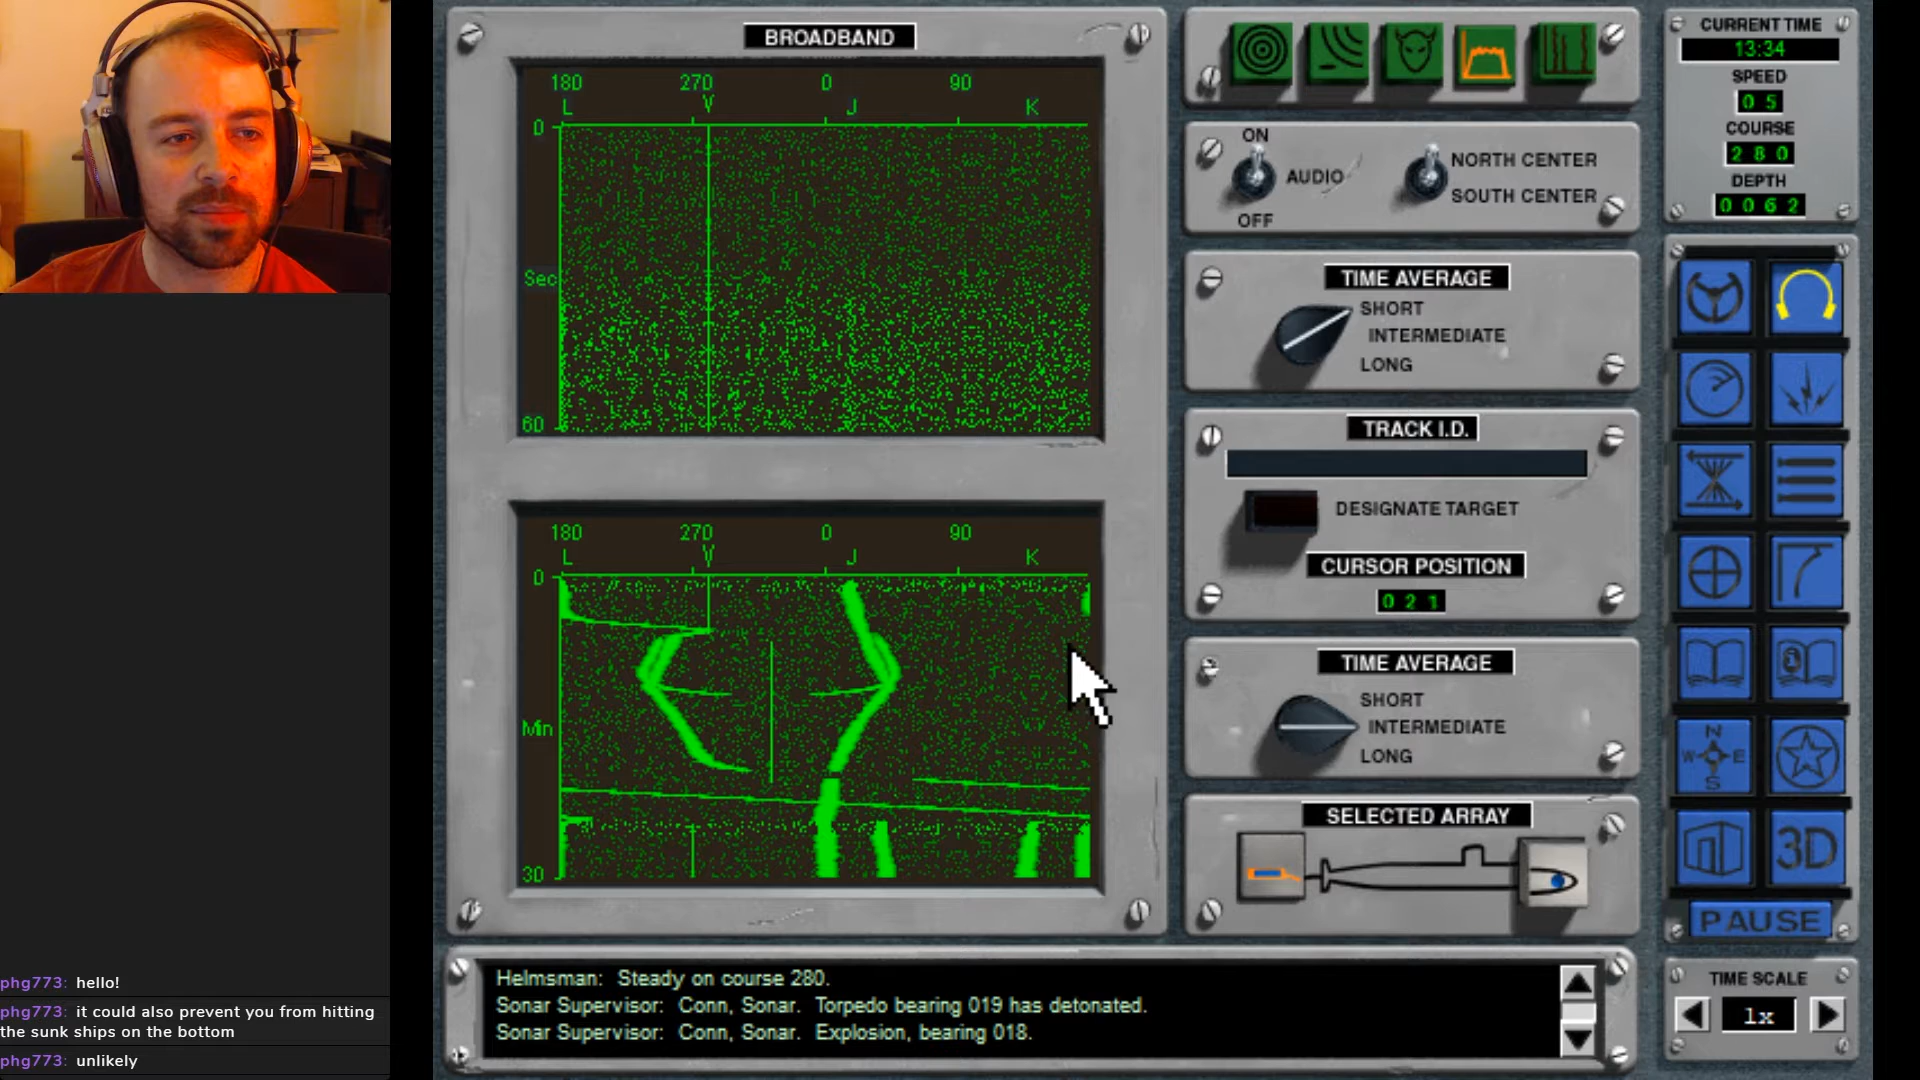 BROADBAND
180 270 0 90
L V J K
0
Sec
60
180 270 0 90
L V J K
0
Min
30
ON
AUDIO
OFF
NORTH CENTER
SOUTH CENTER
TIME AVERAGE
SHORT
INTERMEDIATE
LONG
TRACK I.D.
DESIGNATE TARGET
CURSOR POSITION
021
TIME AVERAGE
SHORT
INTERMEDIATE
LONG
SELECTED ARRAY
CURRENT TIME
13:34
SPEED
05
COURSE
280
DEPTH
0062
N
W E
S
3D
PAUSE
TIME SCALE
1x
Helmsman: Steady on course 280.
Sonar Supervisor: Conn, Sonar. Torpedo bearing 019 has detonated.
Sonar Supervisor: Conn, Sonar. Explosion, bearing 018.
phg773: hello!
phg773: it could also prevent you from hitting
the sunk ships on the bottom
phg773: unlikely